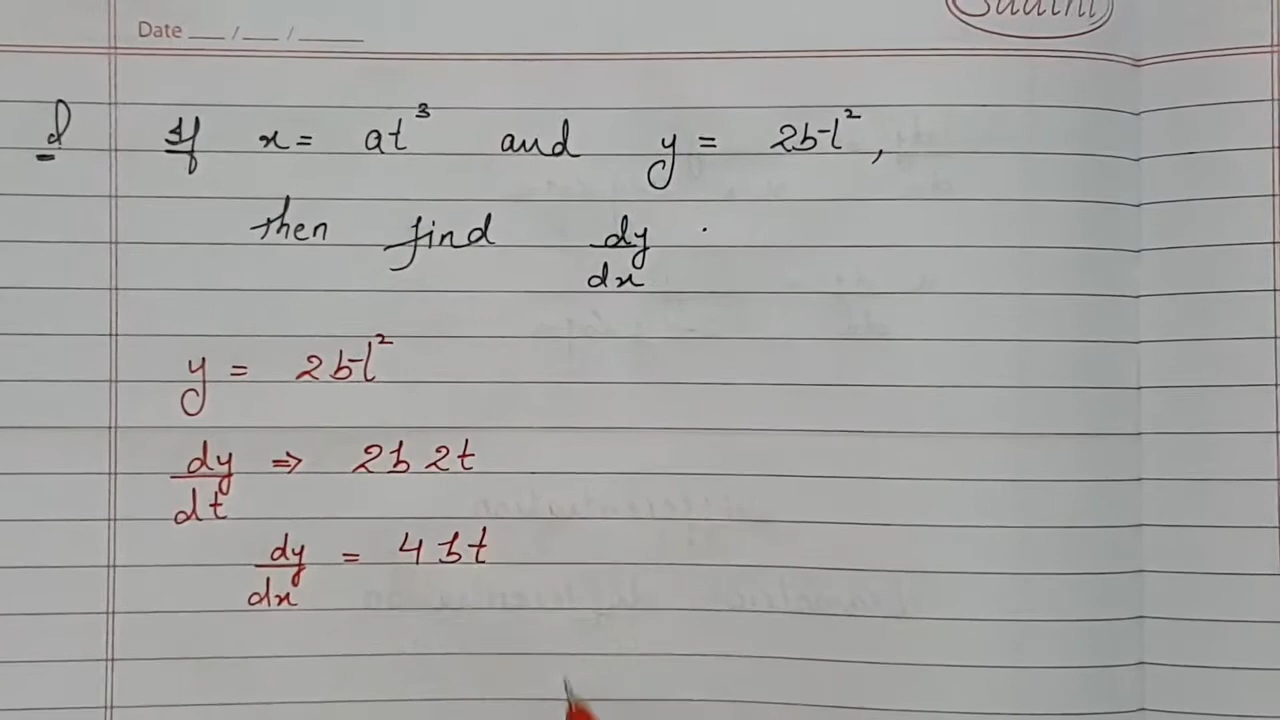 Date ___ / ___ / _____
If x = at³ and y = 2bt²,
then find dy/dx .
y = 2bt²
dy/dt ⇒ 2b 2t
dy/dx = 4bt